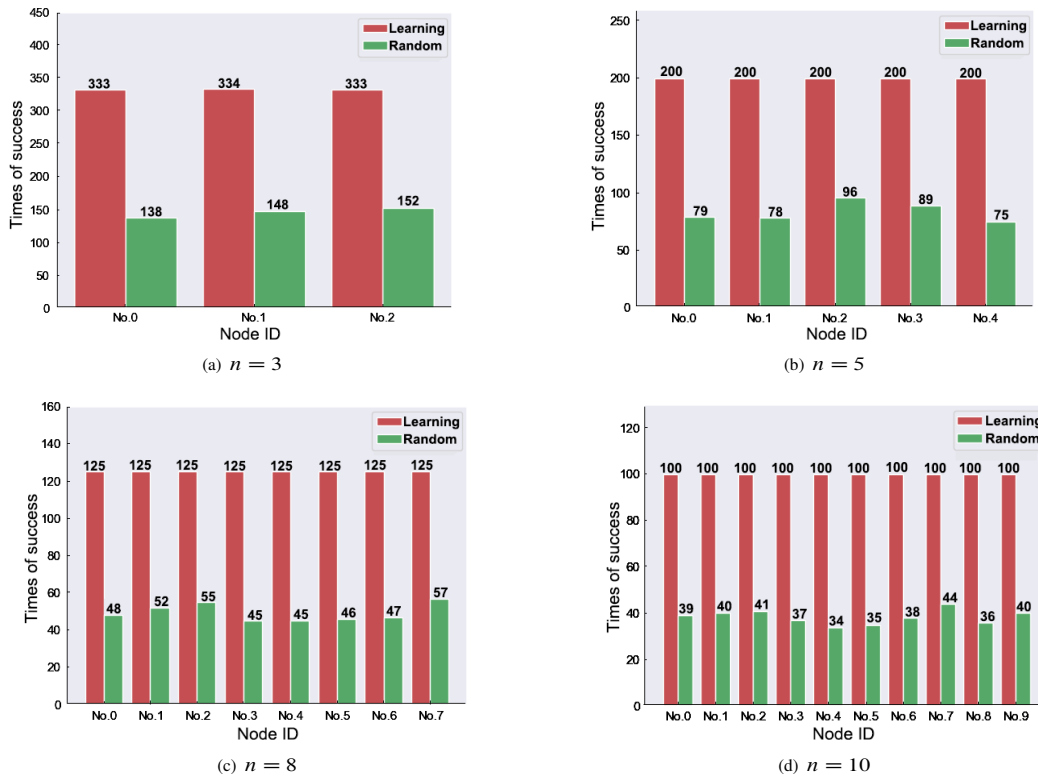 450
400
350
300
250
200
150
100
50
0
Times of success
Learning
Random
333
334
333
138
148
152
No.0 No.1 No.2
Node ID
(a) n = 3
250
200
150
100
50
0
Times of success
Learning
Random
200 200 200 200 200
79 78 96 89 75
No.0 No.1 No.2 No.3 No.4
Node ID
(b) n = 5
160
140
120
100
80
60
40
20
0
Times of success
Learning
Random
125 125 125 125 125 125 125 125
48 52 55 45 45 46 47 57
No.0 No.1 No.2 No.3 No.4 No.5 No.6 No.7
Node ID
(c) n = 8
120
100
80
60
40
20
0
Times of success
Learning
Random
100 100 100 100 100 100 100 100 100 100
39 40 41 37 34 35 38 44 36 40
No.0 No.1 No.2 No.3 No.4 No.5 No.6 No.7 No.8 No.9
Node ID
(d) n = 10